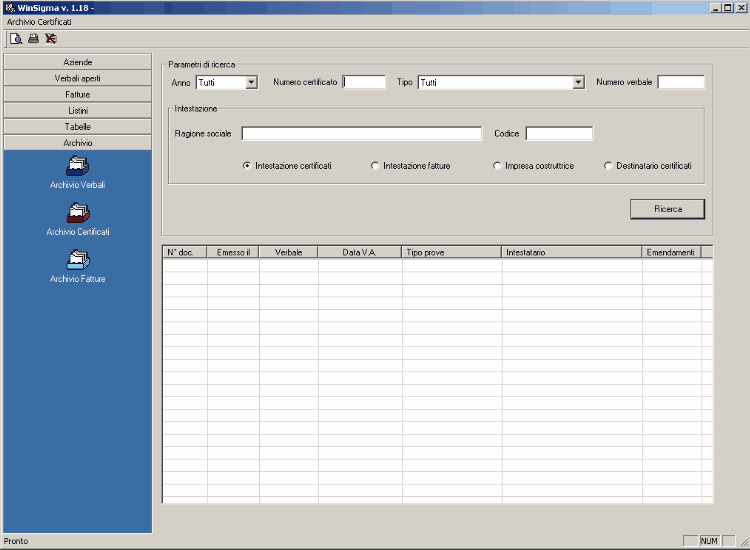 WinSigma v. 1.18 -
Archivio Certificati
Aziende
Verbali aperti
Fatture
Listini
Tabelle
Archivio
Archivio Verbali
Archivio Certificati
Archivio Fatture
Parametri di ricerca
Anno Tutti Numero certificato Tipo Tutti Numero verbale
Intestazione
Ragione sociale Codice
Intestazione certificati Intestazione fatture Impresa costruttrice Destinatario certificati
Ricerca
N° doc. Emesso il Verbale Data V.A. Tipo prove Intestatario Emendamenti
Pronto NUM